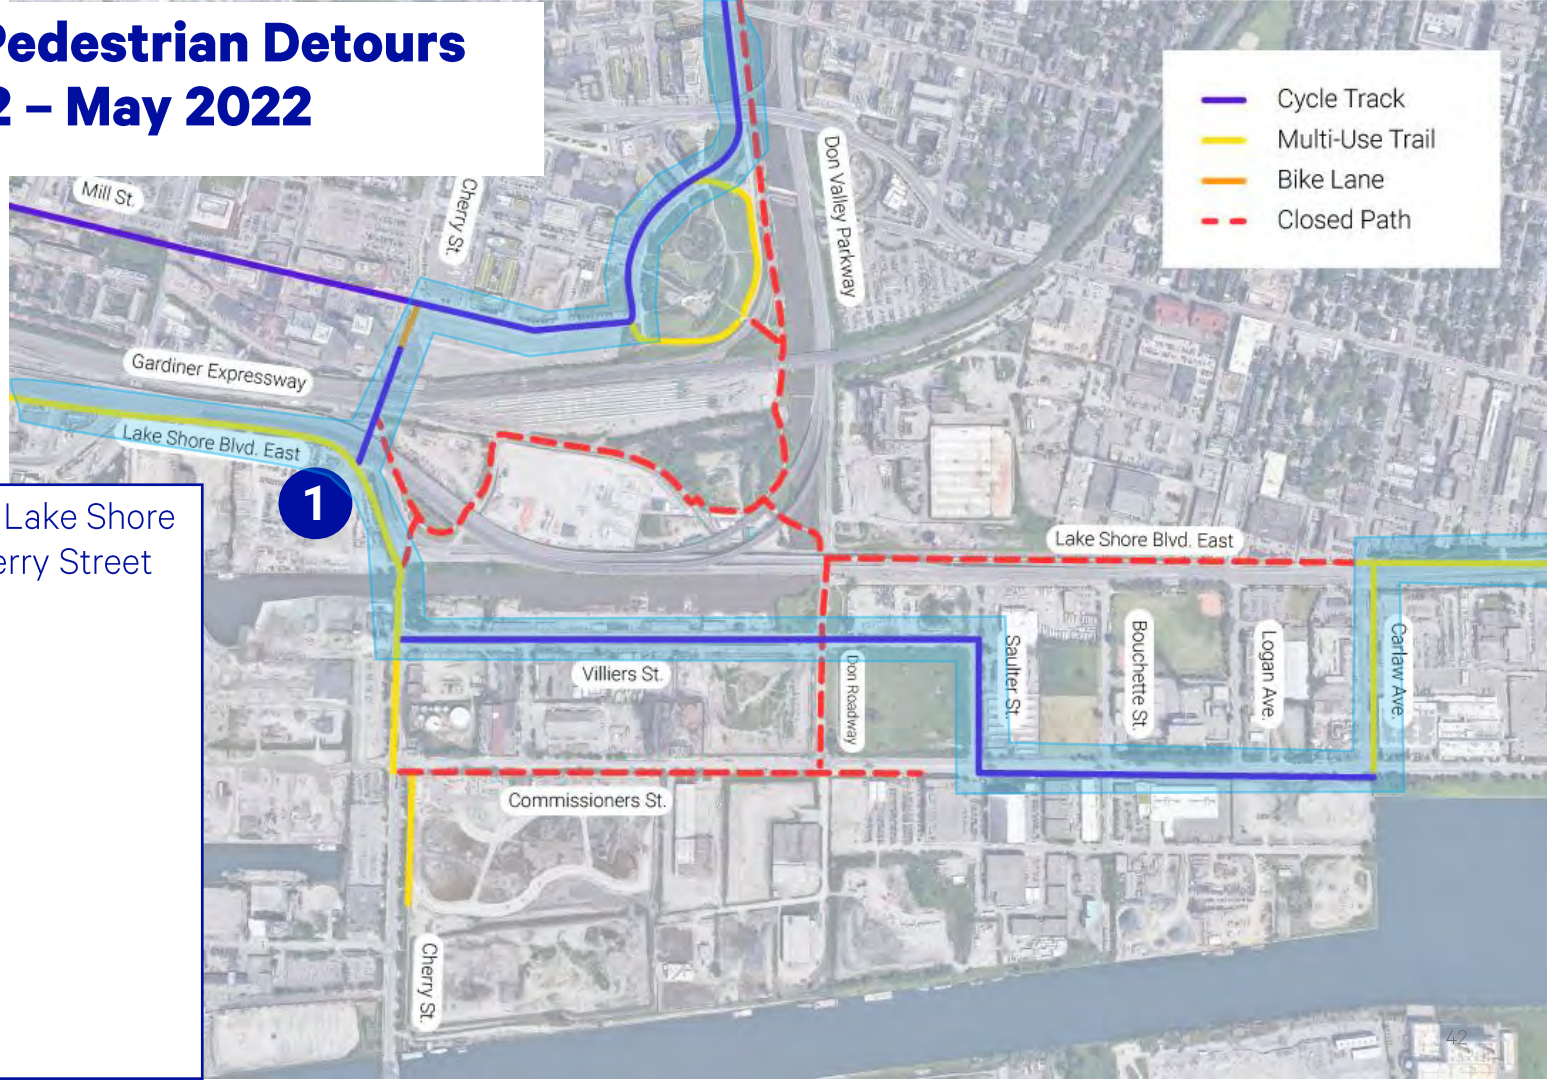 Pedestrian Detours
2 – May 2022
Cycle Track
Multi-Use Trail
Bike Lane
Closed Path
Mill St.
Cherry St.
Don Valley Parkway
Gardiner Expressway
Lake Shore Blvd. East
1
Lake Shore
erry Street
Lake Shore Blvd. East
Villiers St.
Don Roadway
Saulter St.
Bouchette St.
Logan Ave.
Carlaw Ave.
Commissioners St.
Cherry St.
42